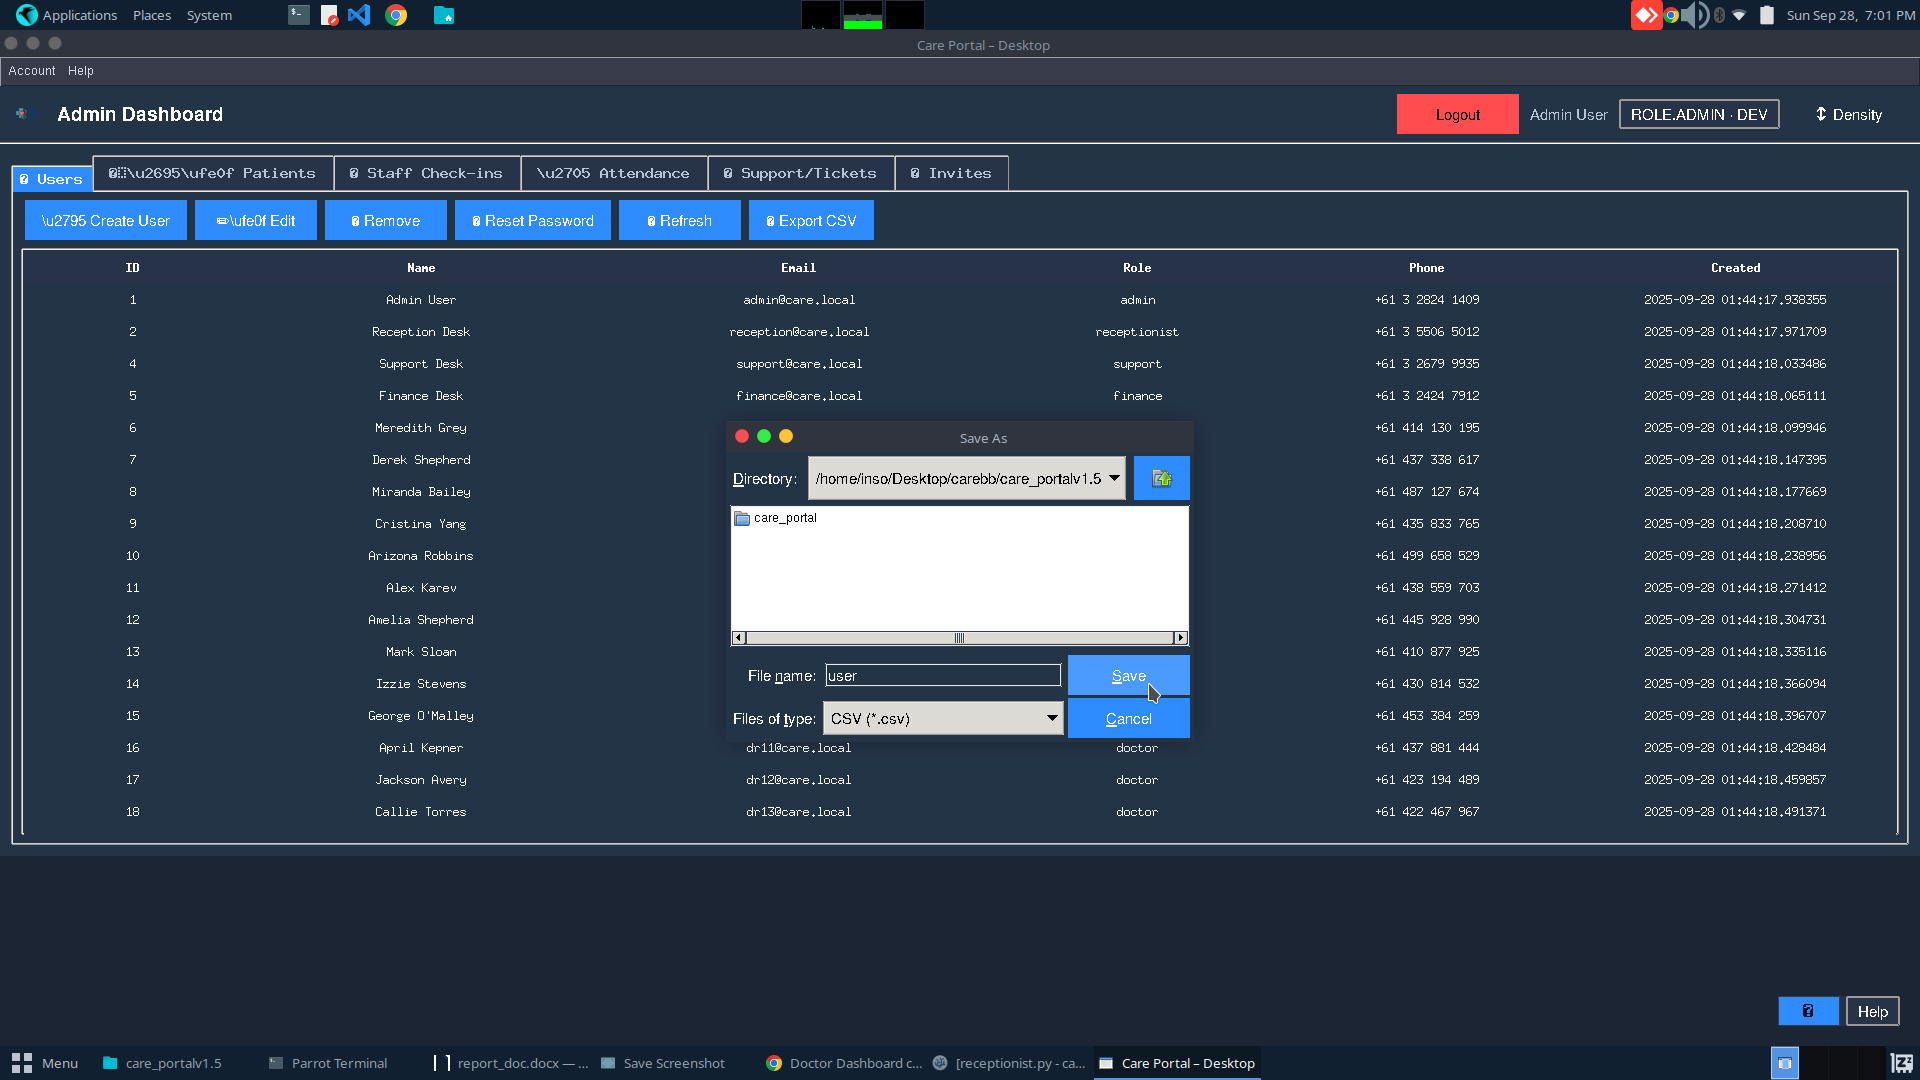 Applications Places System
Sun Sep 28, 7:01 PM
Care Portal – Desktop
Account Help
Admin Dashboard
Logout
Admin User
ROLE.ADMIN · DEV
↕ Density
Users
\u2695\ufe0f Patients
Staff Check-ins
\u2705 Attendance
Support/Tickets
Invites
\u2795 Create User
✏\ufe0f Edit
Remove
Reset Password
Refresh
Export CSV
ID Name Email Role Phone Created
1 Admin User admin@care.local admin +61 3 2824 1409 2025-09-28 01:44:17.938355
2 Reception Desk reception@care.local receptionist +61 3 5506 5012 2025-09-28 01:44:17.971709
4 Support Desk support@care.local support +61 3 2679 9935 2025-09-28 01:44:18.033486
5 Finance Desk finance@care.local finance +61 3 2424 7912 2025-09-28 01:44:18.065111
6 Meredith Grey +61 414 130 195 2025-09-28 01:44:18.099946
7 Derek Shepherd +61 437 338 617 2025-09-28 01:44:18.147395
8 Miranda Bailey +61 487 127 674 2025-09-28 01:44:18.177669
9 Cristina Yang +61 435 833 765 2025-09-28 01:44:18.208710
10 Arizona Robbins +61 499 658 529 2025-09-28 01:44:18.238956
11 Alex Karev +61 438 559 703 2025-09-28 01:44:18.271412
12 Amelia Shepherd +61 445 928 990 2025-09-28 01:44:18.304731
13 Mark Sloan +61 410 877 925 2025-09-28 01:44:18.335116
14 Izzie Stevens +61 430 814 532 2025-09-28 01:44:18.366094
15 George O'Malley +61 453 384 259 2025-09-28 01:44:18.396707
16 April Kepner dr11@care.local doctor +61 437 881 444 2025-09-28 01:44:18.428484
17 Jackson Avery dr12@care.local doctor +61 423 194 489 2025-09-28 01:44:18.459857
18 Callie Torres dr13@care.local doctor +61 422 467 967 2025-09-28 01:44:18.491371
Save As
Directory: /home/inso/Desktop/carebb/care_portalv1.5
care_portal
File name: user
Save
Files of type: CSV (*.csv)
Cancel
Help
Menu
care_portalv1.5
Parrot Terminal
report_doc.docx — ...
Save Screenshot
Doctor Dashboard c...
[receptionist.py - ca...
Care Portal – Desktop